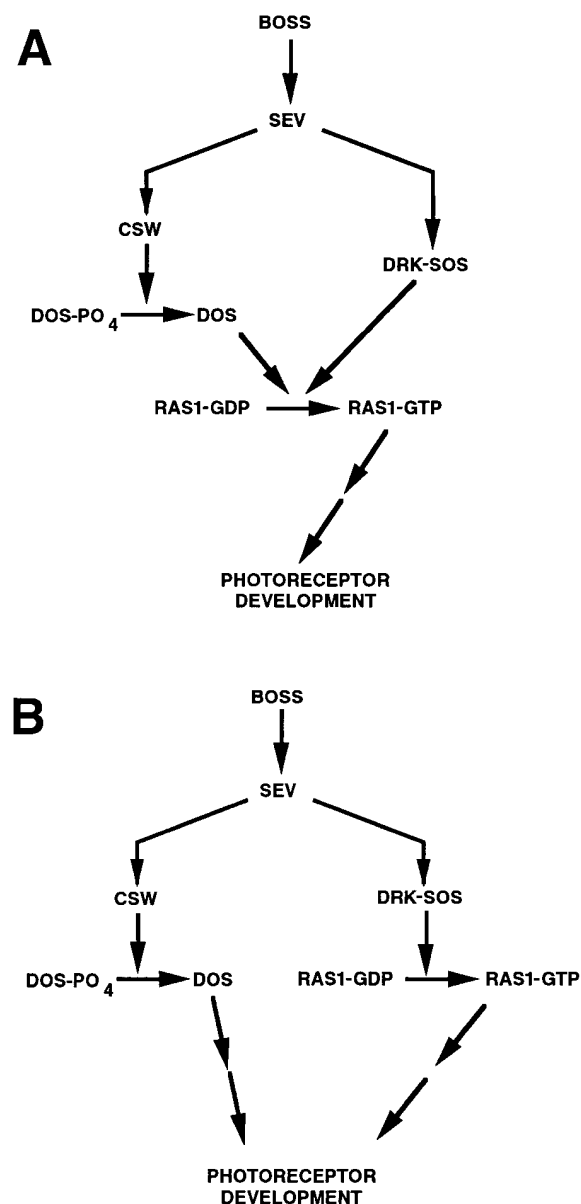 A
BOSS
SEV
CSW
DRK-SOS
DOS-PO4
DOS
RAS1-GDP
RAS1-GTP
PHOTORECEPTOR
DEVELOPMENT
B
BOSS
SEV
CSW
DRK-SOS
DOS-PO4
DOS
RAS1-GDP
RAS1-GTP
PHOTORECEPTOR
DEVELOPMENT